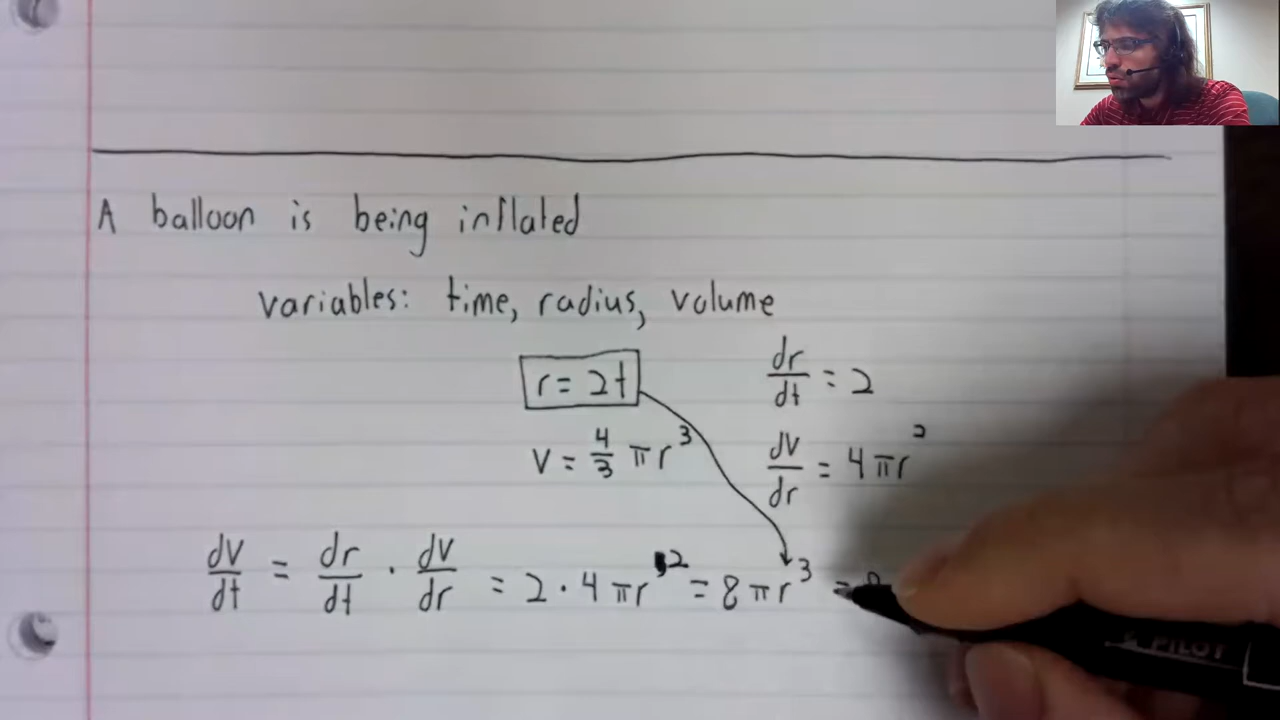 A balloon is being inflated
variables: time, radius, volume
r = 2t
dr/dt = 2
V = 4/3 πr³
dV/dr = 4πr²
dV/dt = dr/dt · dV/dr = 2 · 4πr² = 8πr³ =
PILOT